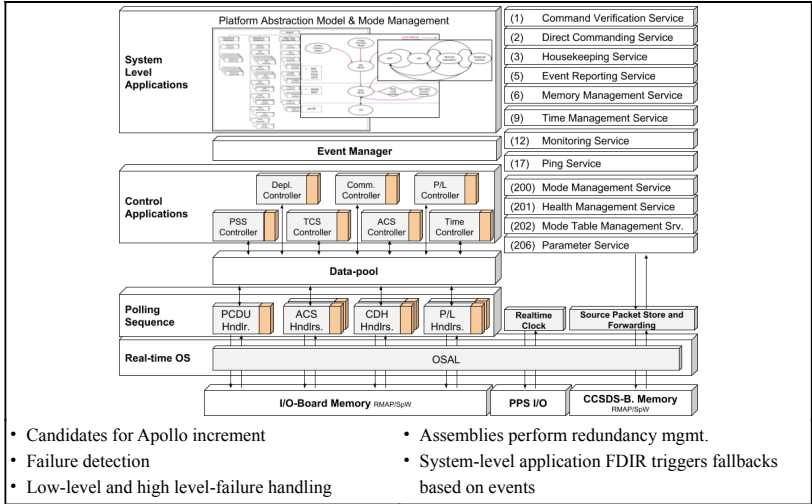 Platform Abstraction Model & Mode Management
System
Level
Applications
Event Manager
Control
Applications
Depl.
Controller
Comm.
Controller
P/L
Controller
PSS
Controller
TCS
Controller
ACS
Controller
Time
Controller
Data-pool
Polling
Sequence
PCDU
Hndlr.
ACS
Hndlrs.
CDH
Hndlrs.
P/L
Hndlrs.
Realtime
Clock
Source Packet Store and
Forwarding
Real-time OS
OSAL
I/O-Board Memory RMAP/SpW
PPS I/O
CCSDS-B. Memory
RMAP/SpW
(1) Command Verification Service
(2) Direct Commanding Service
(3) Housekeeping Service
(5) Event Reporting Service
(6) Memory Management Service
(9) Time Management Service
(12) Monitoring Service
(17) Ping Service
(200) Mode Management Service
(201) Health Management Service
(202) Mode Table Management Srv.
(206) Parameter Service
• Candidates for Apollo increment
• Failure detection
• Low-level and high level-failure handling
• Assemblies perform redundancy mgmt.
• System-level application FDIR triggers fallbacks
based on events